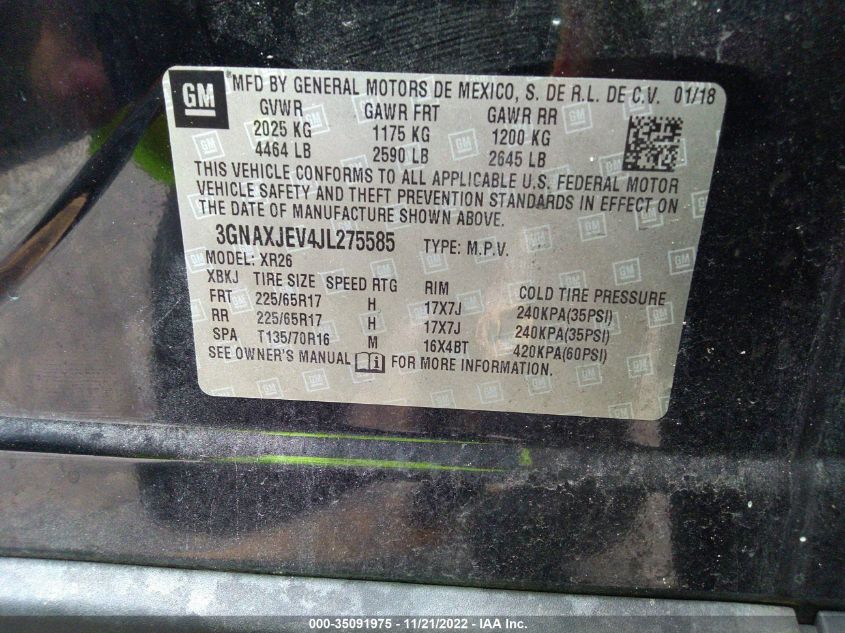 GM
MFD BY GENERAL MOTORS DE MEXICO, S. DE R.L. DE C.V. 01/18
GVWR GAWR FRT GAWR RR
2025 KG 1175 KG 1200 KG
4464 LB 2590 LB 2645 LB
THIS VEHICLE CONFORMS TO ALL APPLICABLE U.S. FEDERAL MOTOR
VEHICLE SAFETY AND THEFT PREVENTION STANDARDS IN EFFECT ON
THE DATE OF MANUFACTURE SHOWN ABOVE.
3GNAXJEV4JL275585 TYPE: M.P.V.
MODEL: XR26
XBKJ TIRE SIZE SPEED RTG RIM COLD TIRE PRESSURE
FRT 225/65R17 H 17X7J 240KPA(35PSI)
RR 225/65R17 H 17X7J 240KPA(35PSI)
SPA T135/70R16 M 16X4BT 420KPA(60PSI)
SEE OWNER'S MANUAL FOR MORE INFORMATION.
000-35091975 - 11/21/2022 - IAA Inc.